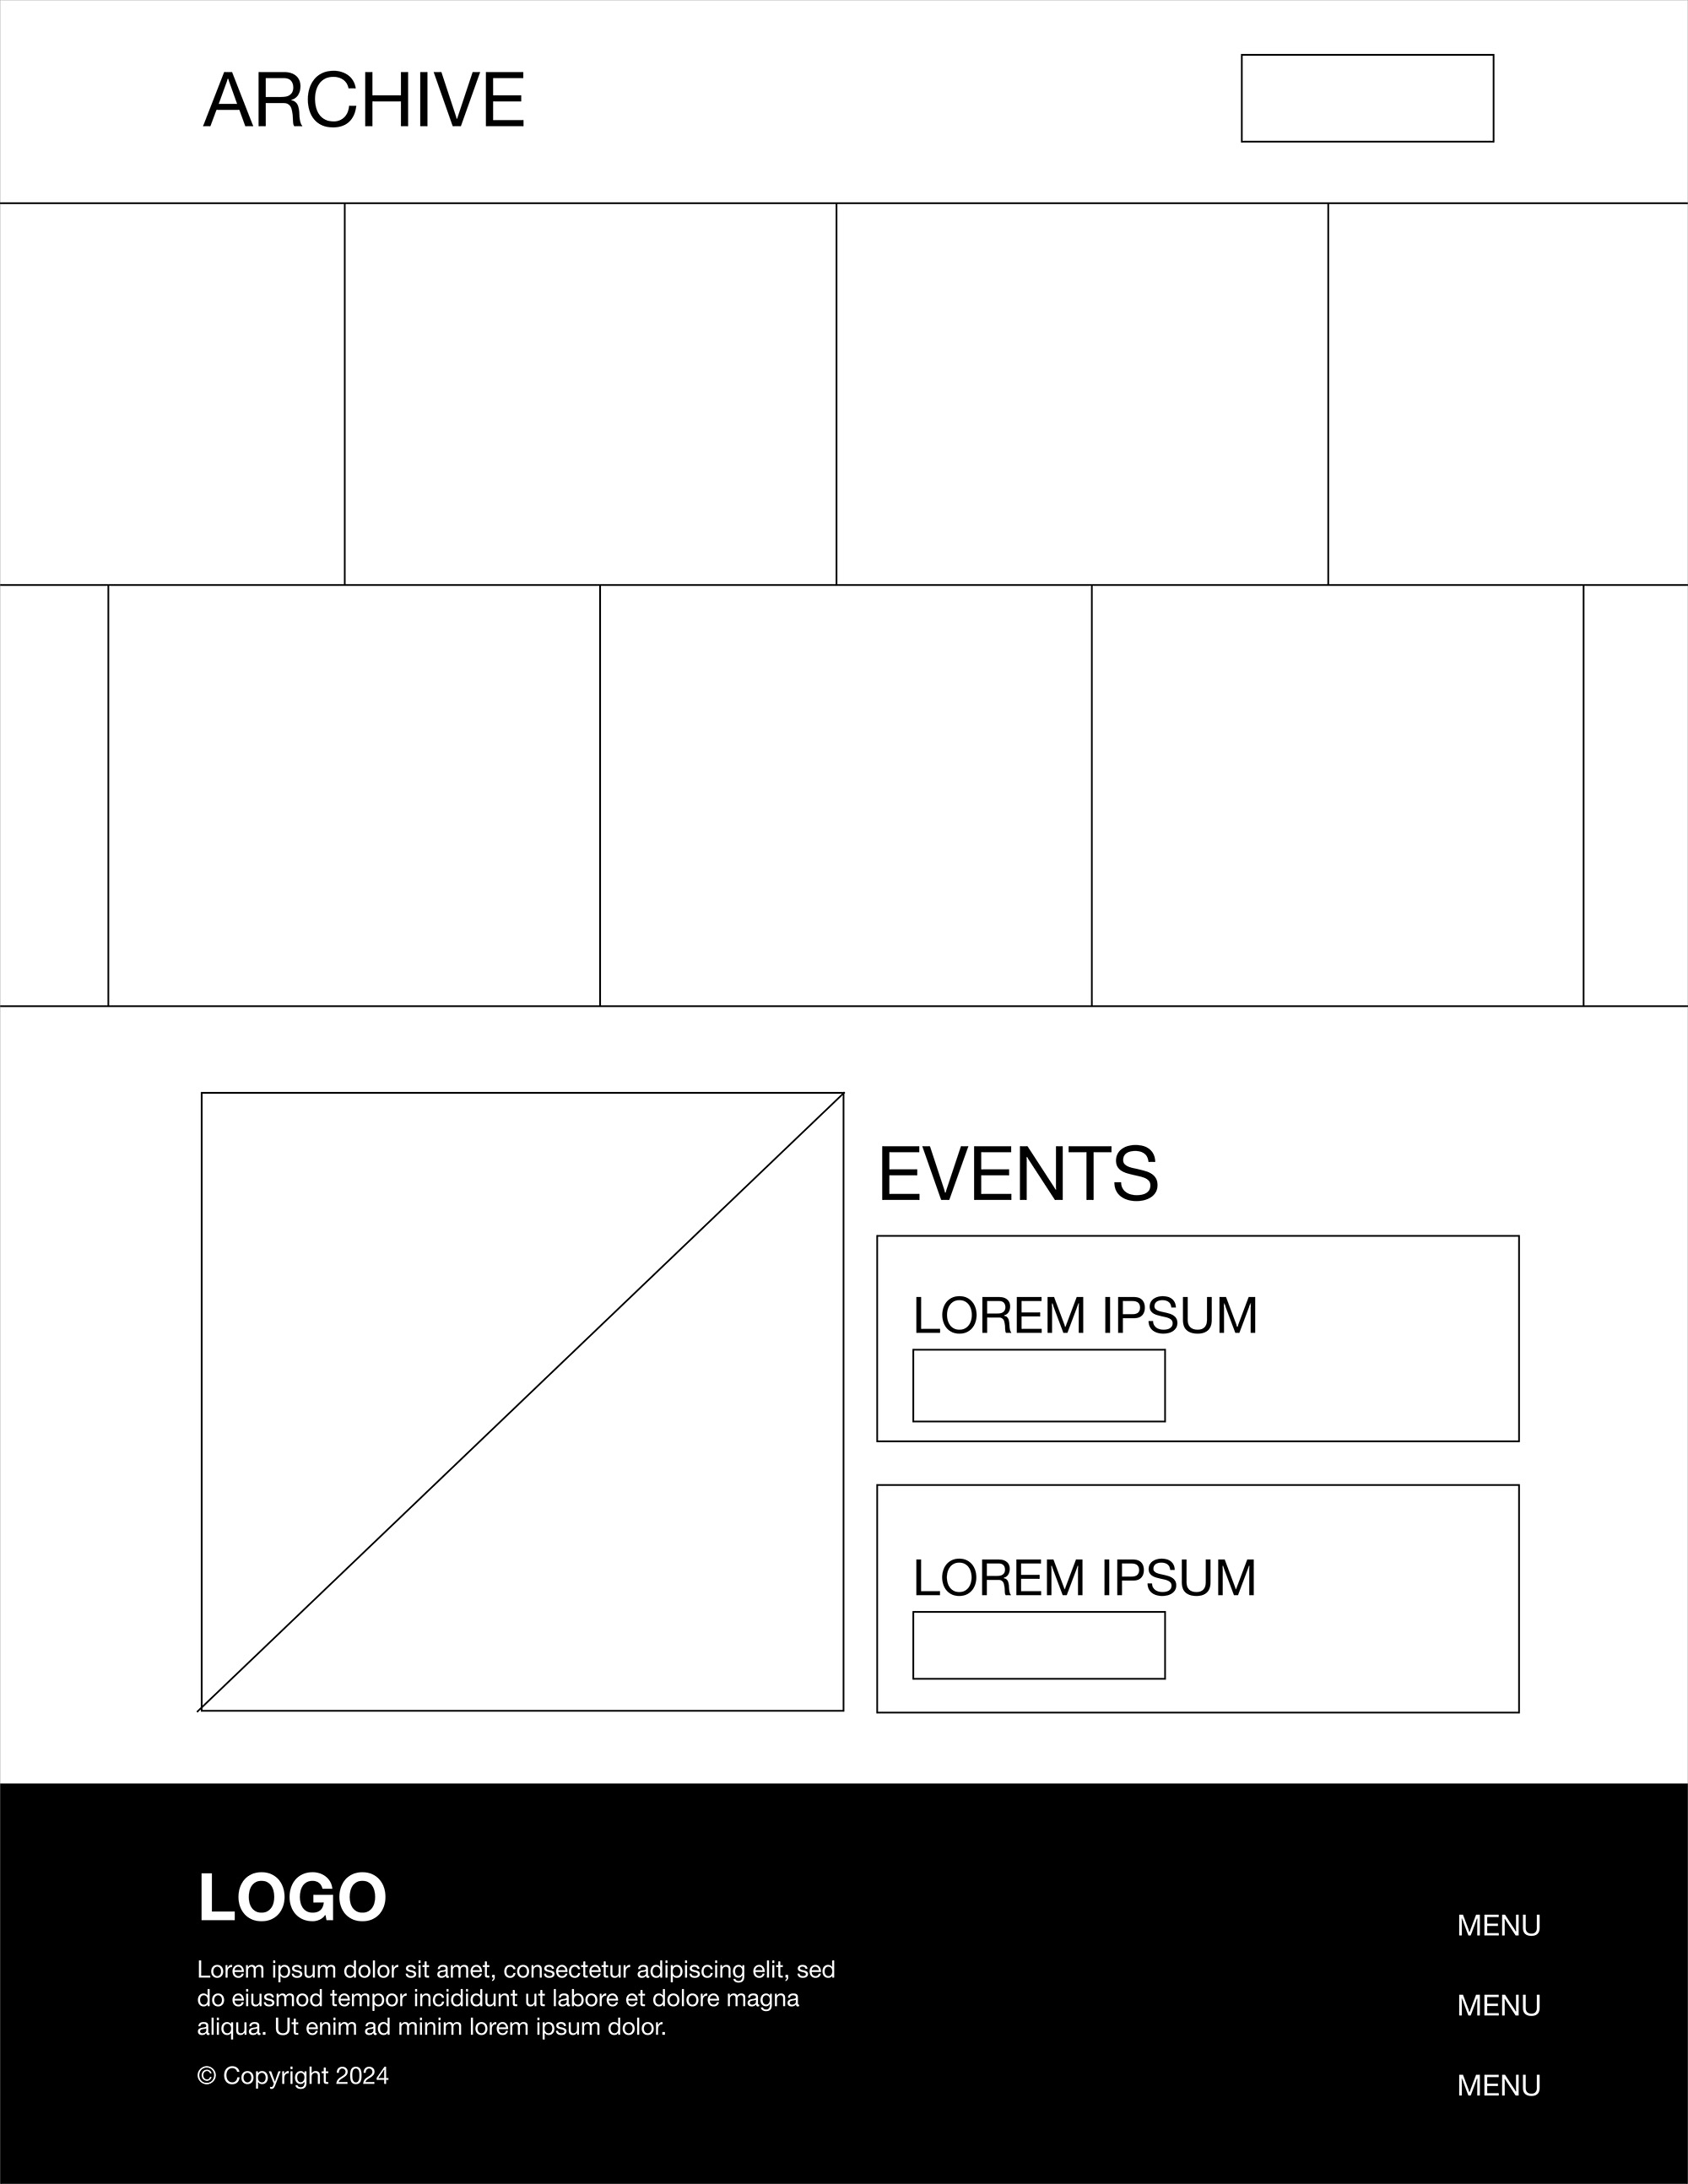 ARCHIVE
EVENTS
LOREM IPSUM
LOREM IPSUM
LOGO
Lorem ipsum dolor sit amet, consectetur adipiscing elit, sed
do eiusmod tempor incididunt ut labore et dolore magna
aliqua. Ut enim ad minim lorem ipsum dolor.
© Copyright 2024
MENU
MENU
MENU